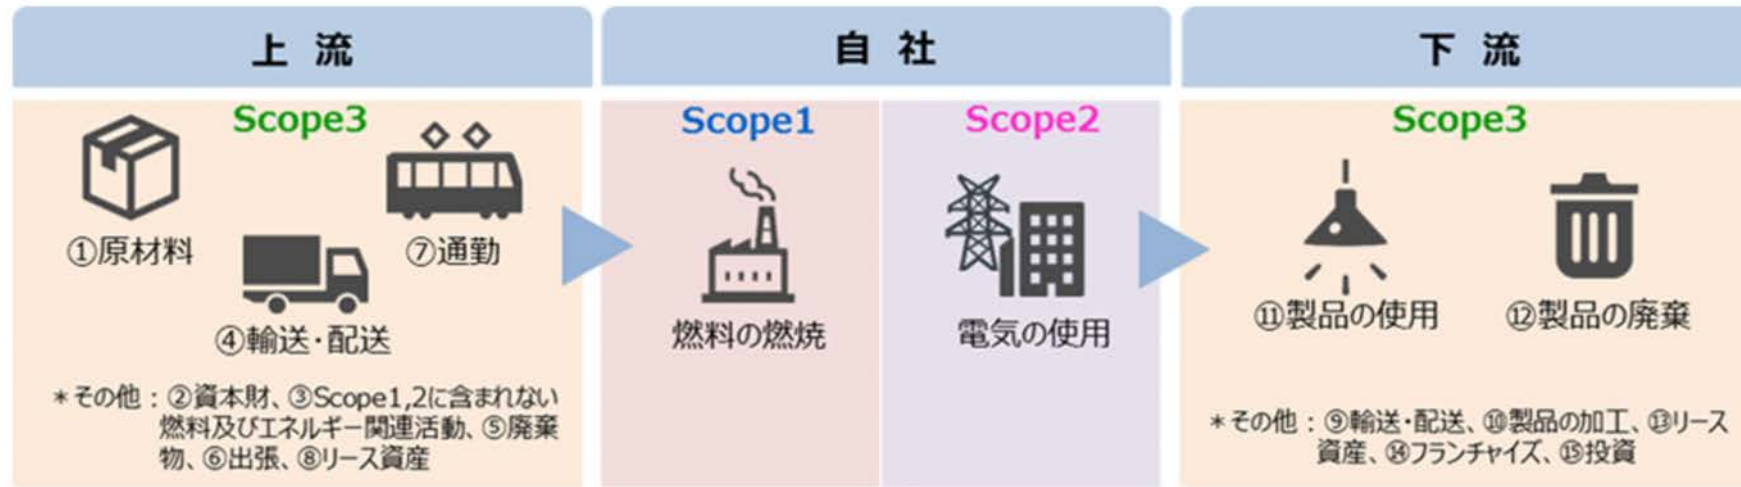 上流
Scope3
①原材料
⑦通勤
④輸送・配送
＊その他：②資本財、③Scope1,2に含まれない
燃料及びエネルギー関連活動、⑤廃棄
物、⑥出張、⑧リース資産
自社
Scope1
燃料の燃焼
Scope2
電気の使用
下流
Scope3
⑪製品の使用
⑫製品の廃棄
＊その他：⑨輸送・配送、⑩製品の加工、⑬リース
資産、⑭フランチャイズ、⑮投資